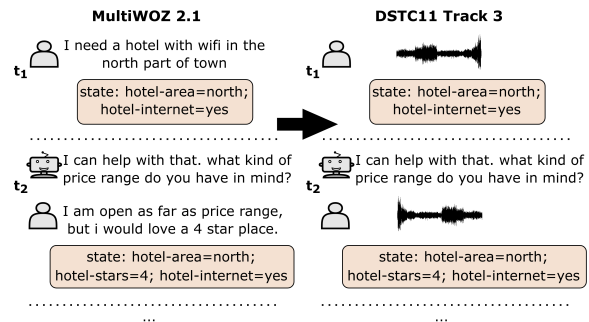 MultiWOZ 2.1
I need a hotel with wifi in the
north part of town
t1
state: hotel-area=north;
hotel-internet=yes
I can help with that. what kind of
price range do you have in mind?
t2
I am open as far as price range,
but i would love a 4 star place.
state: hotel-area=north;
hotel-stars=4; hotel-internet=yes
...
DSTC11 Track 3
t1
state: hotel-area=north;
hotel-internet=yes
I can help with that. what kind of
price range do you have in mind?
t2
state: hotel-area=north;
hotel-stars=4; hotel-internet=yes
...